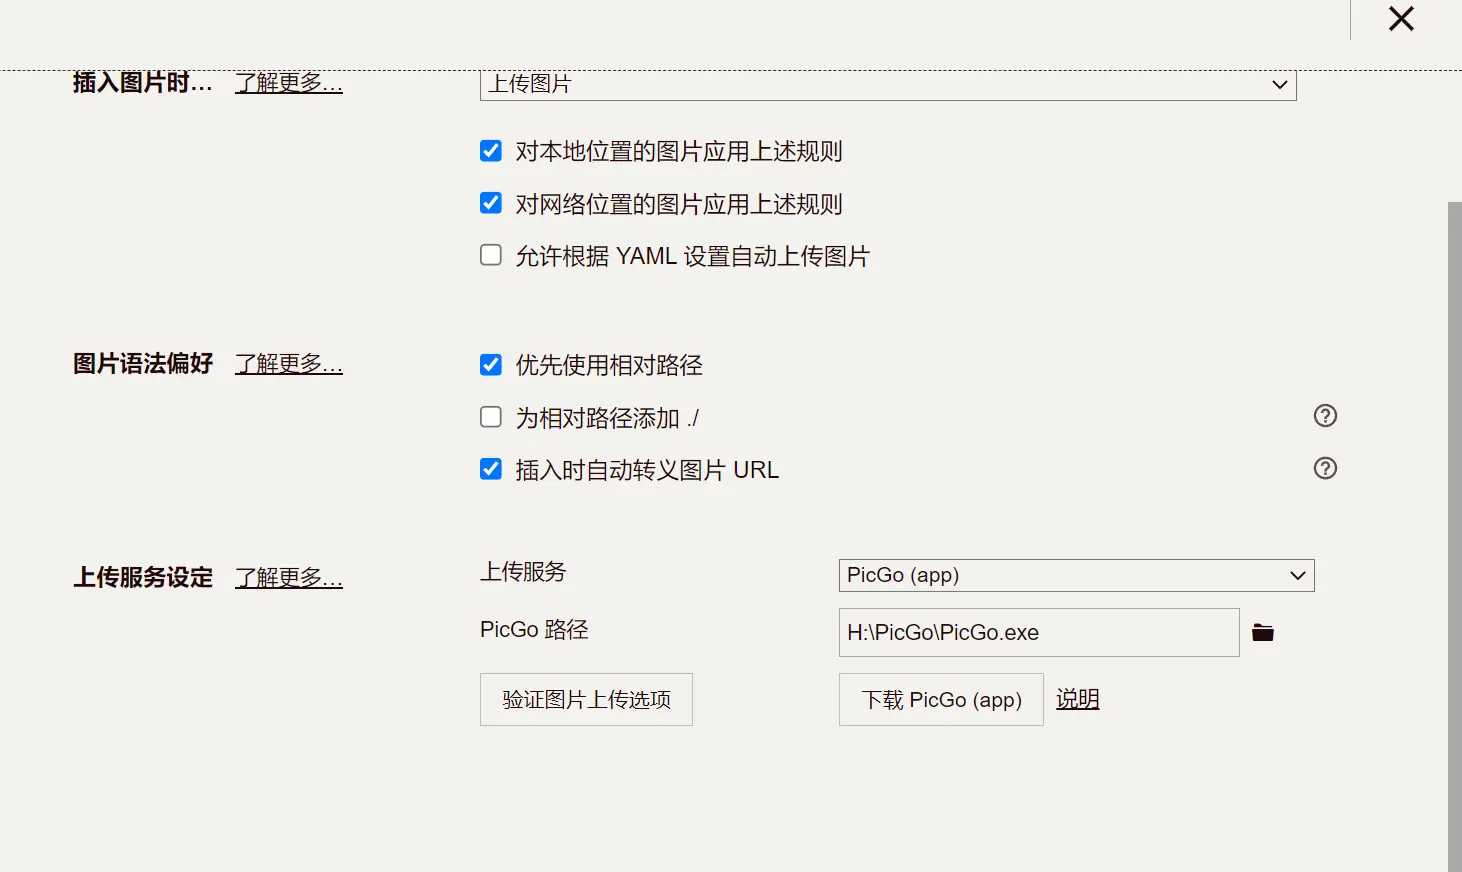 插入图片时... 了解更多... 上传图片
对本地位置的图片应用上述规则
对网络位置的图片应用上述规则
允许根据 YAML 设置自动上传图片
图片语法偏好 了解更多... 优先使用相对路径
为相对路径添加 ./
插入时自动转义图片 URL
上传服务设定 了解更多... 上传服务 PicGo (app)
PicGo 路径 H:\PicGo\PicGo.exe
验证图片上传选项 下载 PicGo (app) 说明